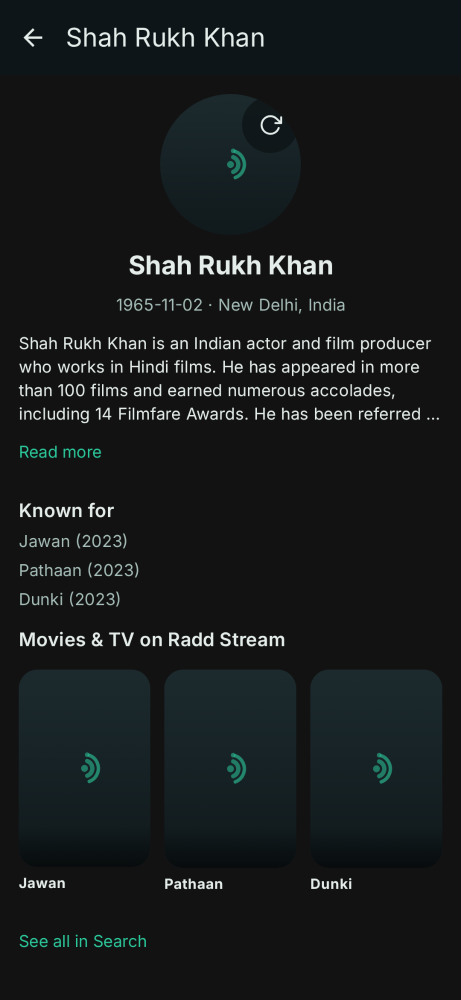 Shah Rukh Khan
Shah Rukh Khan
1965-11-02 · New Delhi, India
Shah Rukh Khan is an Indian actor and film producer
who works in Hindi films. He has appeared in more
than 100 films and earned numerous accolades,
including 14 Filmfare Awards. He has been referred ...
Read more
Known for
Jawan (2023)
Pathaan (2023)
Dunki (2023)
Movies & TV on Radd Stream
Jawan
Pathaan
Dunki
See all in Search